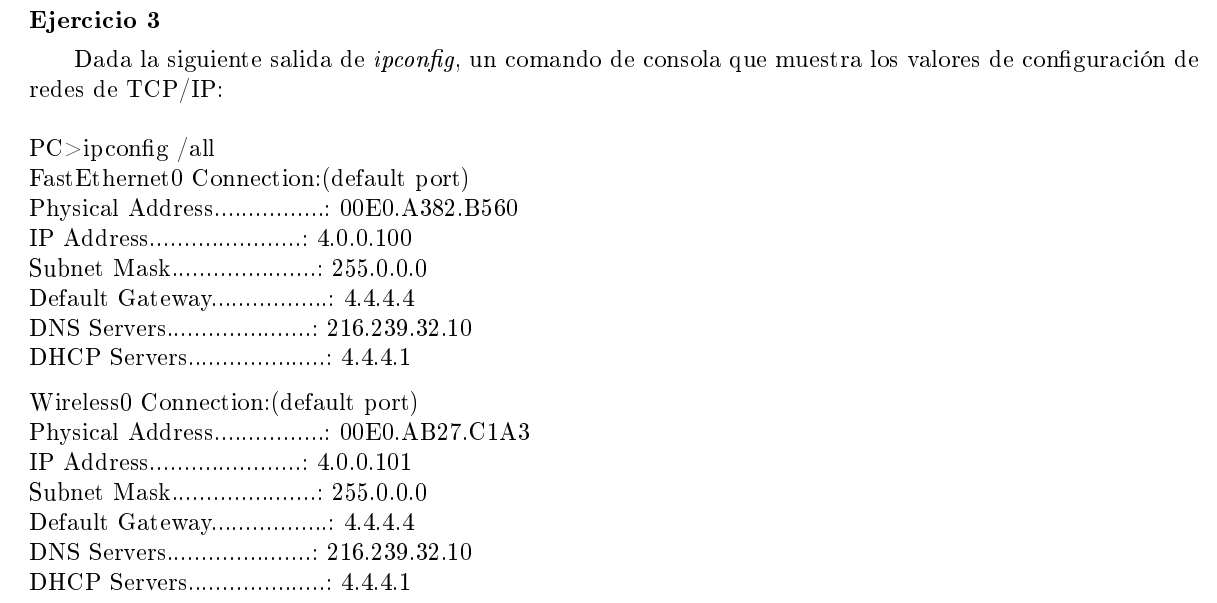 Ejercicio 3
Dada la siguiente salida de ipconfig, un comando de consola que muestra los valores de configuración de
redes de TCP/IP:
PC>ipconfig /all
FastEthernet0 Connection:(default port)
Physical Address................: 00E0.A382.B560
IP Address......................: 4.0.0.100
Subnet Mask.....................: 255.0.0.0
Default Gateway.................: 4.4.4.4
DNS Servers.....................: 216.239.32.10
DHCP Servers....................: 4.4.4.1
Wireless0 Connection:(default port)
Physical Address................: 00E0.AB27.C1A3
IP Address......................: 4.0.0.101
Subnet Mask.....................: 255.0.0.0
Default Gateway.................: 4.4.4.4
DNS Servers.....................: 216.239.32.10
DHCP Servers....................: 4.4.4.1